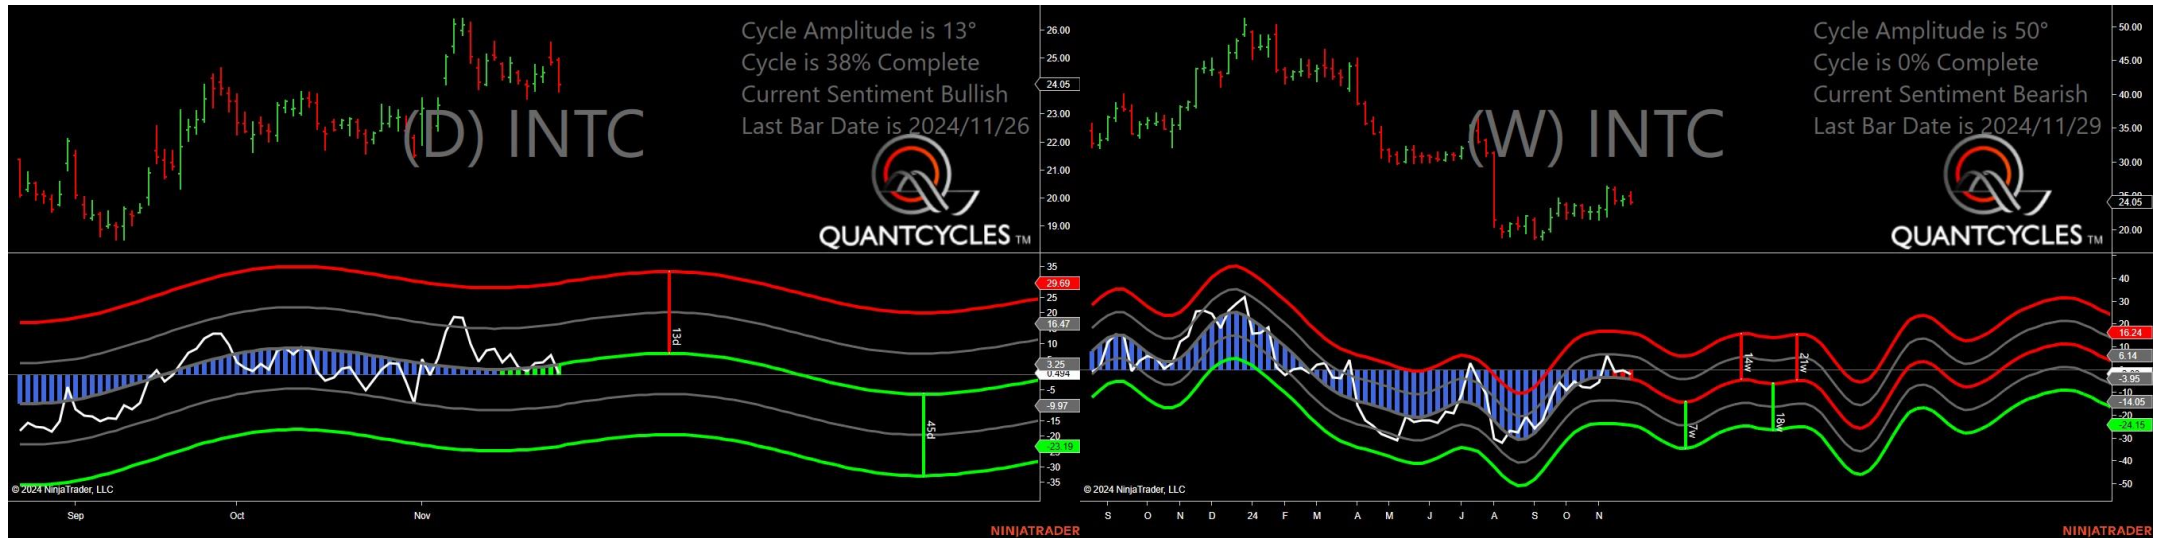 Cycle Amplitude is 13°
Cycle is 38% Complete
Current Sentiment Bullish
Last Bar Date is 2024/11/26
(D) INTC
QUANTCYCLES TM
26.00
25.00
24.05
23.00
22.00
21.00
20.00
19.00
35
29.69
25
20
16.47
10
5
3.25
0.494
-5
-9.97
-15
-20
-23.19
-30
-35
13d
45d
© 2024 NinjaTrader, LLC
Sep Oct Nov
NINJATRADER
Cycle Amplitude is 50°
Cycle is 0% Complete
Current Sentiment Bearish
Last Bar Date is 2024/11/29
(W) INTC
QUANTCYCLES TM
50.00
45.00
40.00
35.00
30.00
25.00
24.05
20.00
40
30
20
16.24
10
6.14
-3.95
-10
-14.05
-20
-24.15
-30
-40
-50
14w
21w
7w
18w
© 2024 NinjaTrader, LLC
S O N D 24 F M A M J J A S O N
NINJATRADER